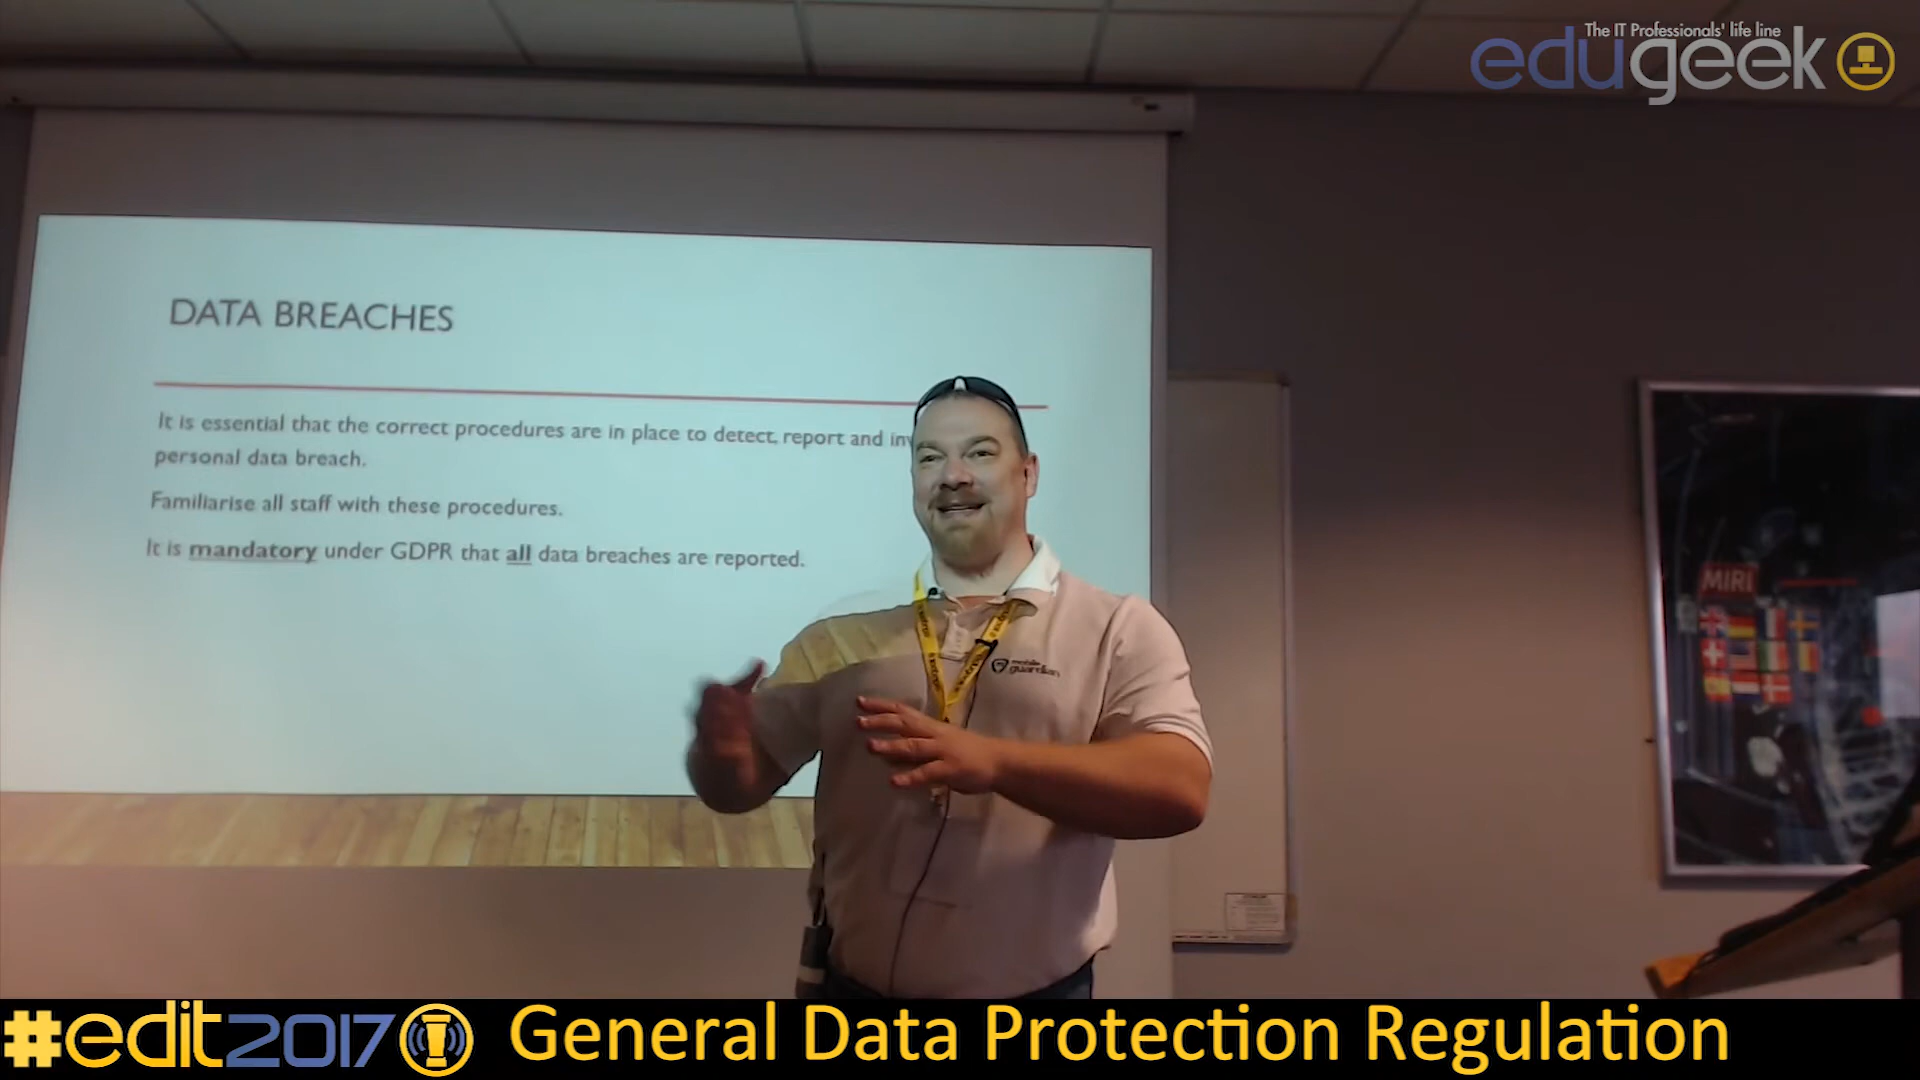 The IT Professionals' life line
edugeek
DATA BREACHES
It is essential that the correct procedures are in place to detect, report and inv
personal data breach.
Familiarise all staff with these procedures.
It is mandatory under GDPR that all data breaches are reported.
mobile
guardian
MIRI
#edit2017 General Data Protection Regulation